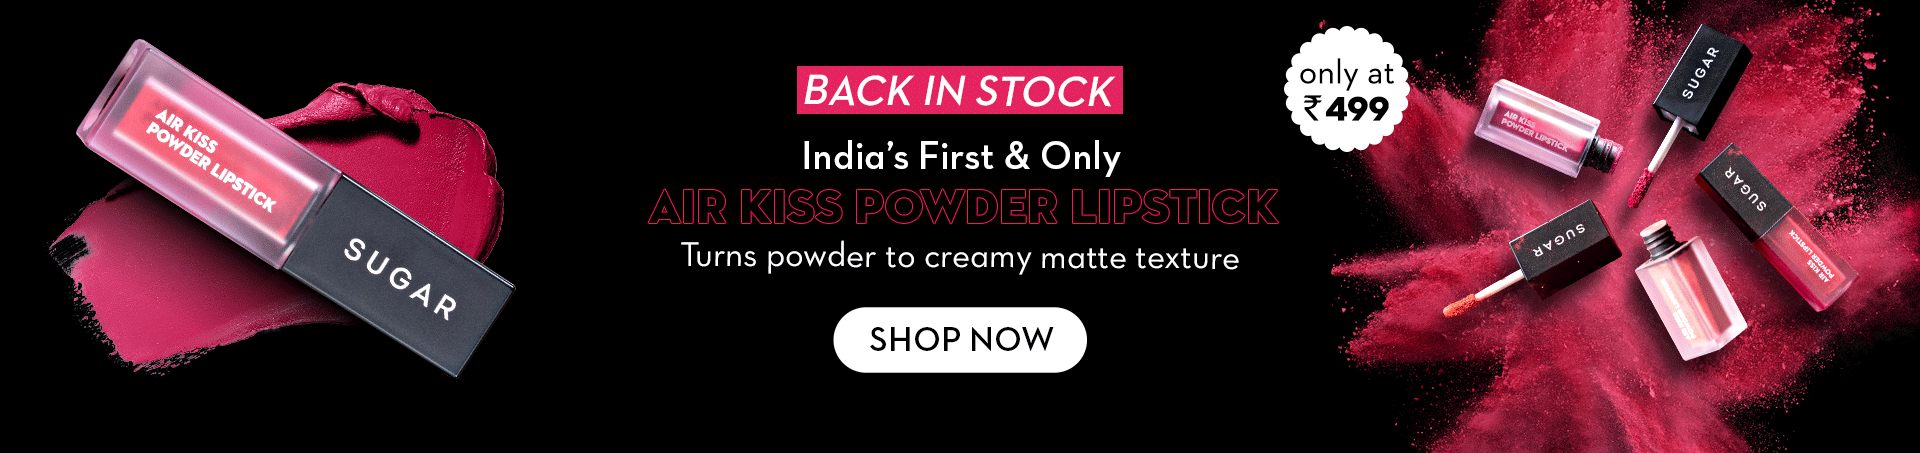 AIR KISS
POWDER LIPSTICK
SUGAR
BACK IN STOCK
India's First & Only
AIR KISS POWDER LIPSTICK
Turns powder to creamy matte texture
SHOP NOW
only at
₹499
AIR KISS
POWDER LIPSTICK
SUGAR
SUGAR
AIR KISS
POWDER LIPSTICK
SUGAR